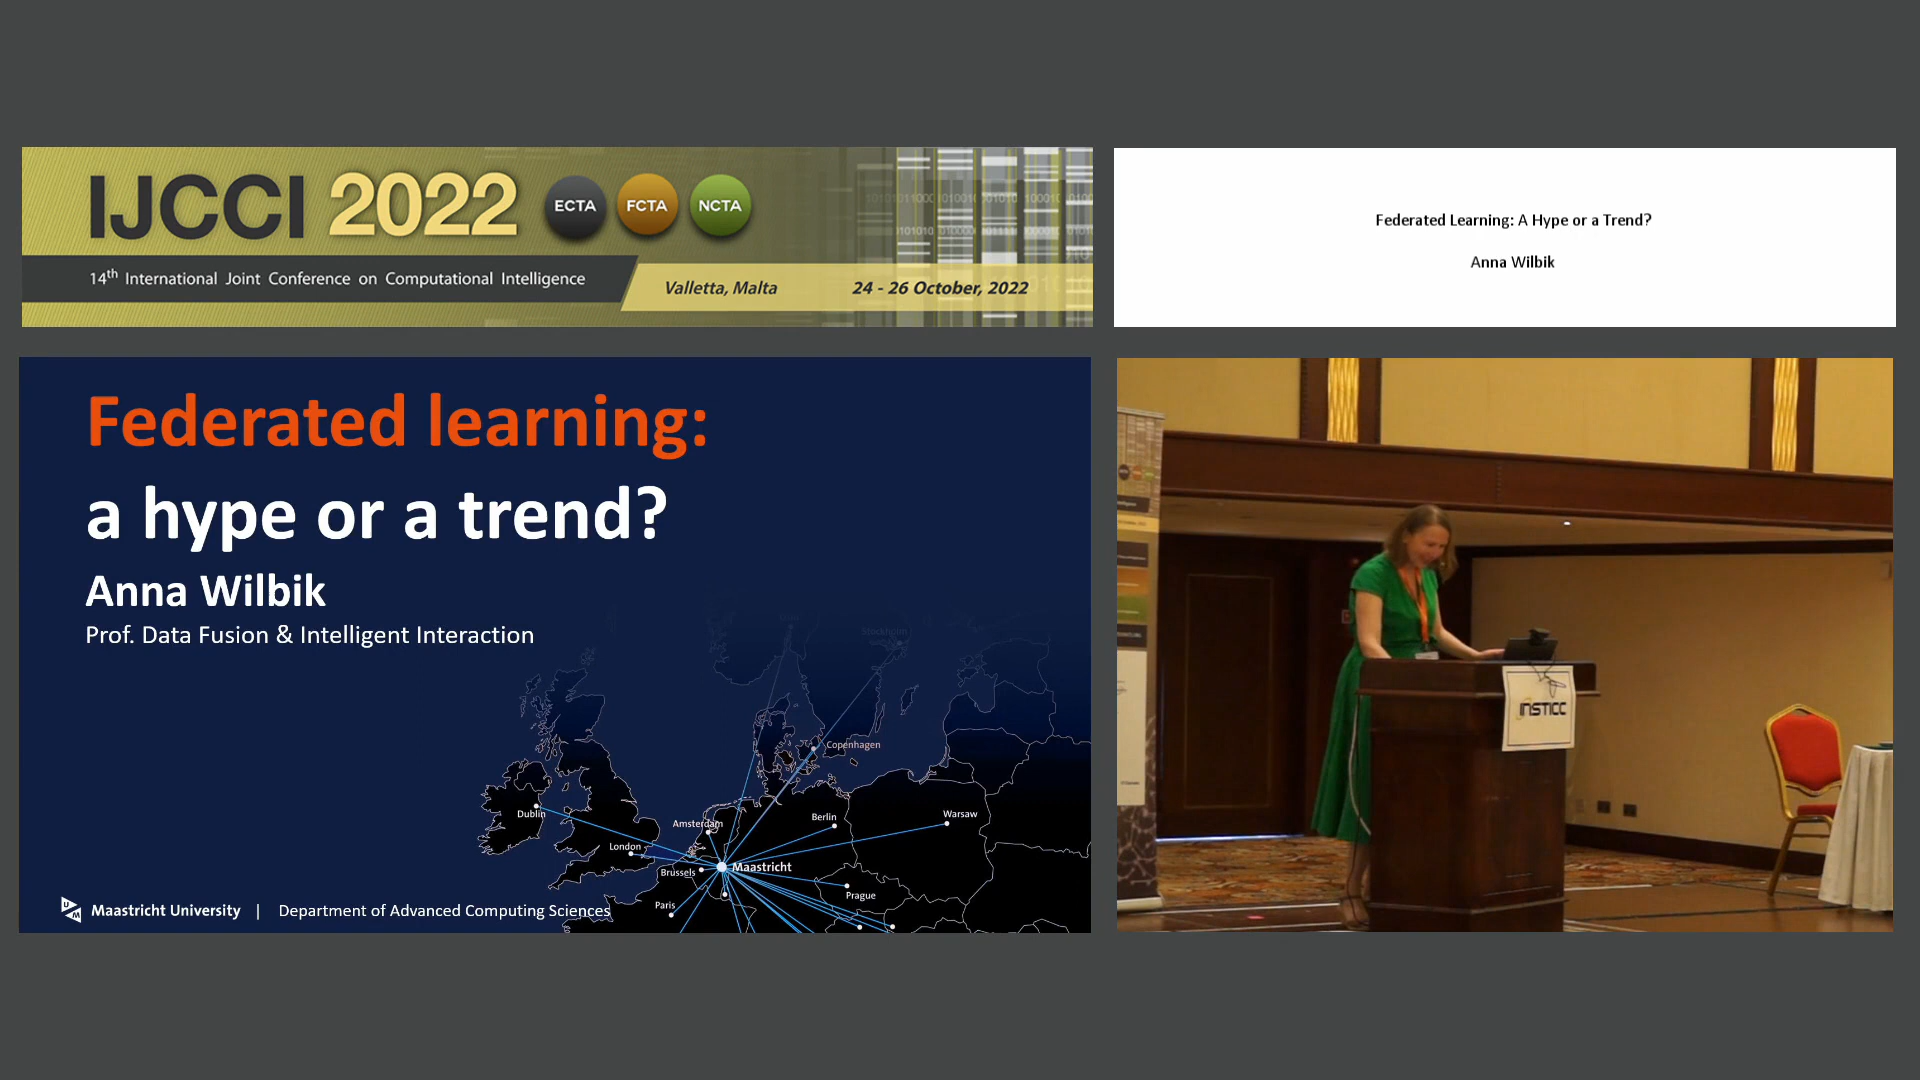 IJCCI 2022
ECTA
FCTA
NCTA
14th International Joint Conference on Computational Intelligence
Valletta, Malta
24 - 26 October, 2022
Federated Learning: A Hype or a Trend?
Anna Wilbik
Federated learning:
a hype or a trend?
Anna Wilbik
Prof. Data Fusion & Intelligent Interaction
Stockholm
Copenhagen
Dublin
Amsterdam
Berlin
Warsaw
London
Brussels
Maastricht
Prague
Paris
UM
Maastricht University | Department of Advanced Computing Sciences
INSTICC